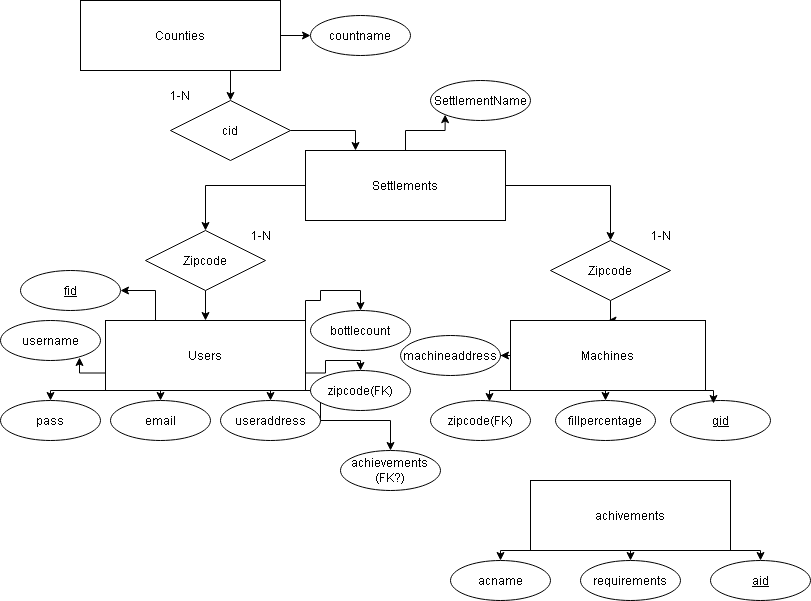 Counties
countname
1-N
cid
SettlementName
Settlements
Zipcode
1-N
Zipcode
1-N
fid
username
Users
bottlecount
zipcode(FK)
pass
email
useraddress
achievements
(FK?)
machineaddress
Machines
zipcode(FK)
fillpercentage
gid
achivements
acname
requirements
aid